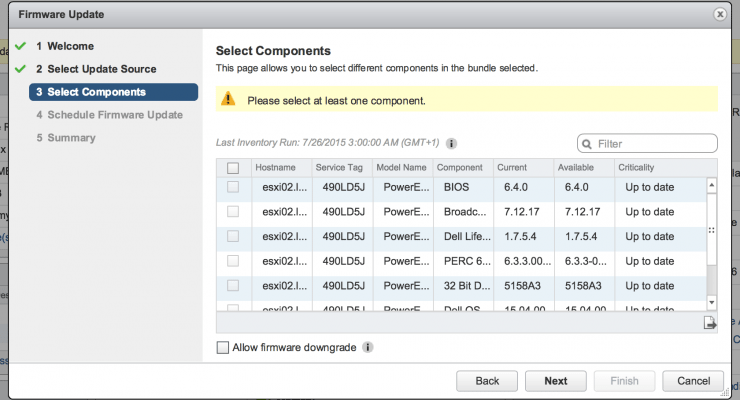 Firmware Update
1 Welcome
2 Select Update Source
3 Select Components
4 Schedule Firmware Update
5 Summary
Select Components
This page allows you to select different components in the bundle selected.
Please select at least one component.
Last Inventory Run: 7/26/2015 3:00:00 AM (GMT+1)
Filter
Hostname Service Tag Model Name Component Current Available Criticality
esxi02.l... 490LD5J PowerE... BIOS 6.4.0 6.4.0 Up to date
esxi02.l... 490LD5J PowerE... Broadc... 7.12.17 7.12.17 Up to date
esxi02.l... 490LD5J PowerE... Dell Life... 1.7.5.4 1.7.5.4 Up to date
esxi02.l... 490LD5J PowerE... PERC 6... 6.3.3.00... 6.3.3-0... Up to date
esxi02.l... 490LD5J PowerE... 32 Bit D... 5158A3 5158A3 Up to date
esxi02.l... 490LD5J PowerE... Dell OS... 15.04.00 15.04.00 Up to date
Allow firmware downgrade
Back Next Finish Cancel